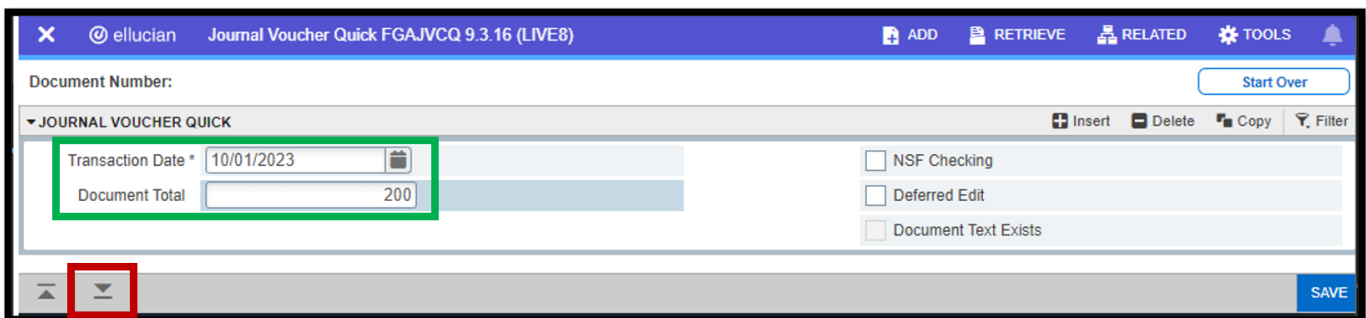 ellucian Journal Voucher Quick FGAJVCQ 9.3.16 (LIVE8) ADD RETRIEVE RELATED TOOLS
Document Number: Start Over
JOURNAL VOUCHER QUICK Insert Delete Copy Filter
Transaction Date * 10/01/2023 NSF Checking
Document Total 200 Deferred Edit
Document Text Exists
SAVE